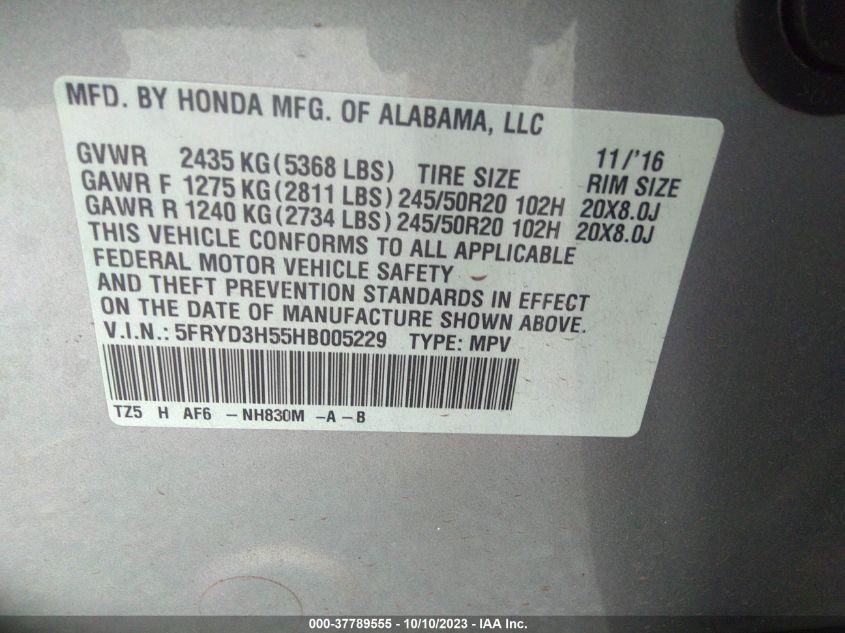 MFD. BY HONDA MFG. OF ALABAMA, LLC
GVWR 2435 KG(5368 LBS) TIRE SIZE 11/'16 RIM SIZE
GAWR F 1275 KG(2811 LBS) 245/50R20 102H 20X8.0J
GAWR R 1240 KG(2734 LBS) 245/50R20 102H 20X8.0J
THIS VEHICLE CONFORMS TO ALL APPLICABLE
FEDERAL MOTOR VEHICLE SAFETY
AND THEFT PREVENTION STANDARDS IN EFFECT
ON THE DATE OF MANUFACTURE SHOWN ABOVE.
V.I.N.: 5FRYD3H55HB005229 TYPE: MPV
TZ5 H AF6 -NH830M -A -B
000-37789555 - 10/10/2023 - IAA Inc.